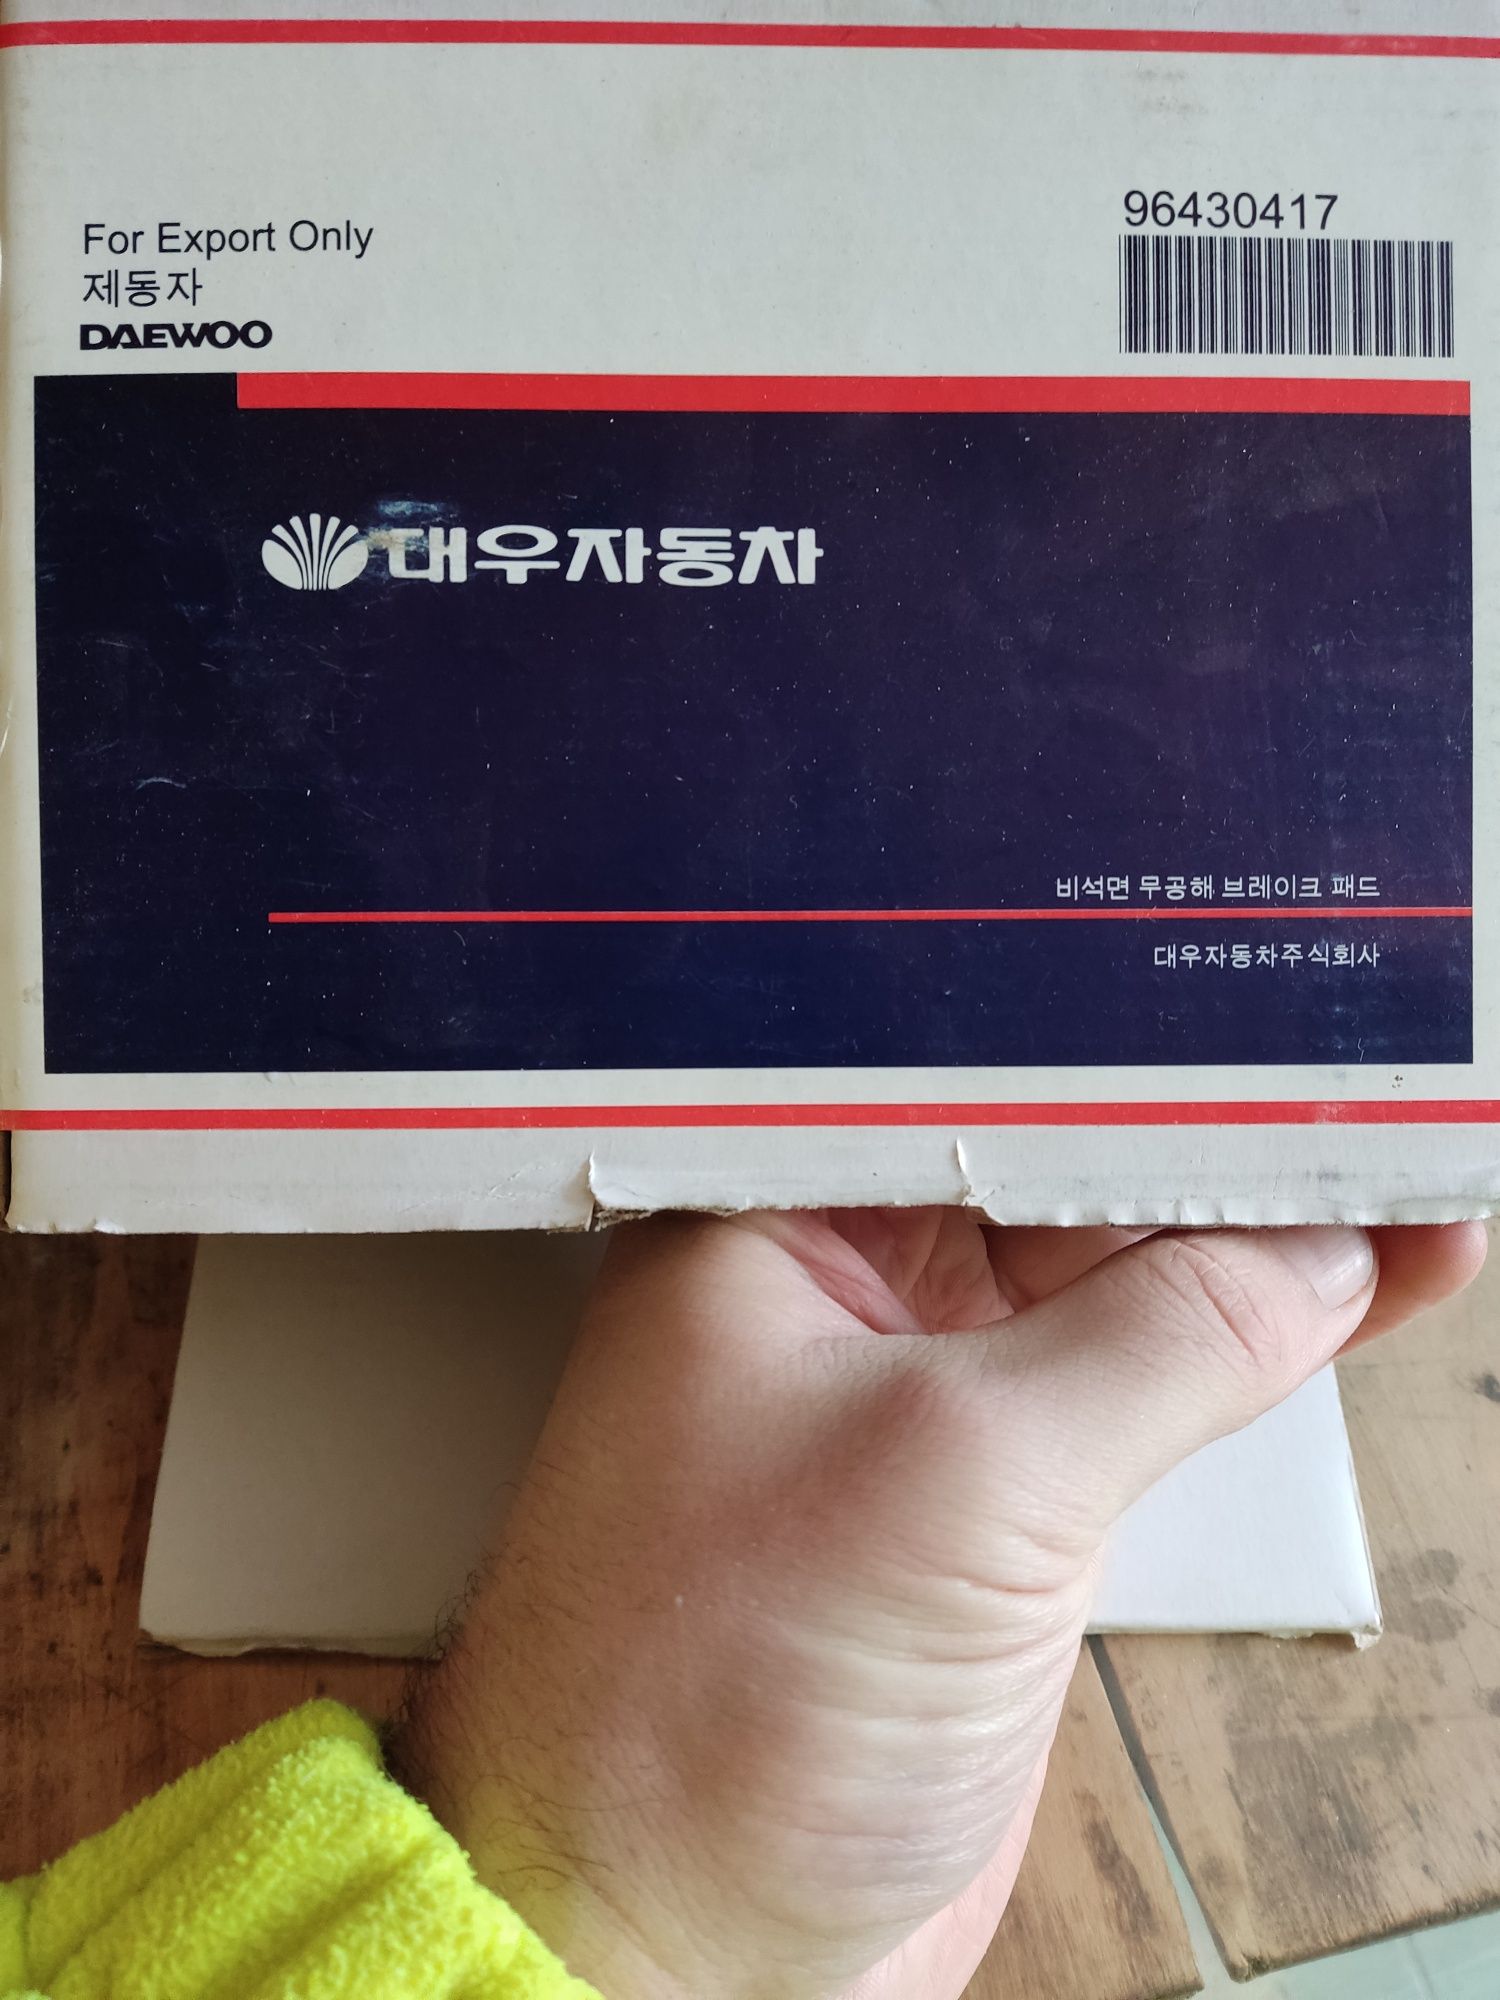 96430417
For Export Only
제동자
DAEWOO
대우자동차
비석면 무공해 브레이크 패드
대우자동차주식회사